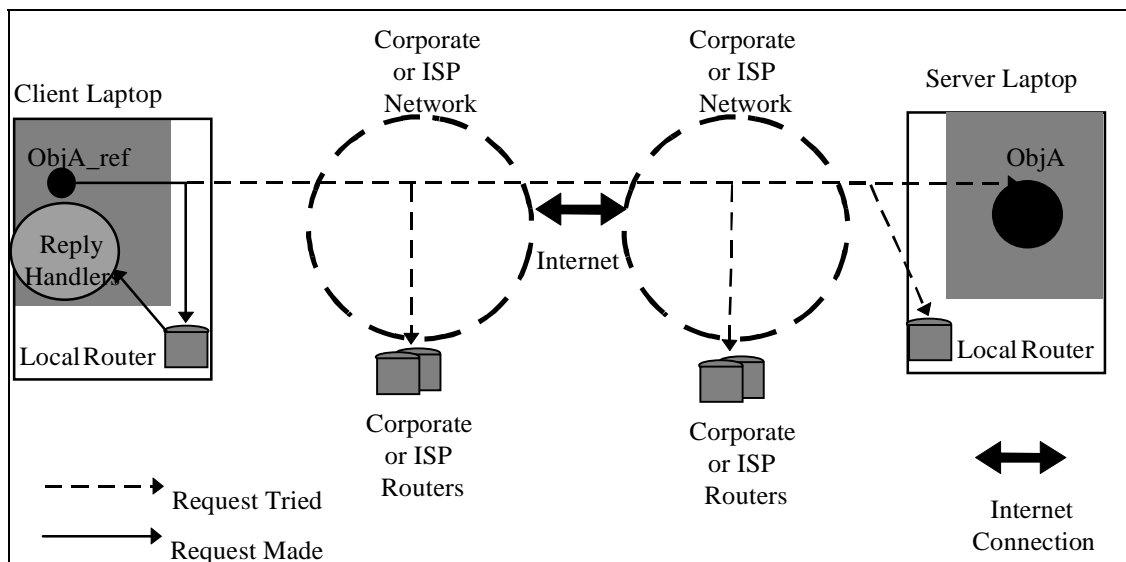 Corporate
or ISP
Network
Corporate
or ISP
Network
Client Laptop
Server Laptop
ObjA_ref
ObjA
Reply
Handlers
Internet
Local Router
Local Router
Corporate
or ISP
Routers
Corporate
or ISP
Routers
Request Tried
Request Made
Internet
Connection